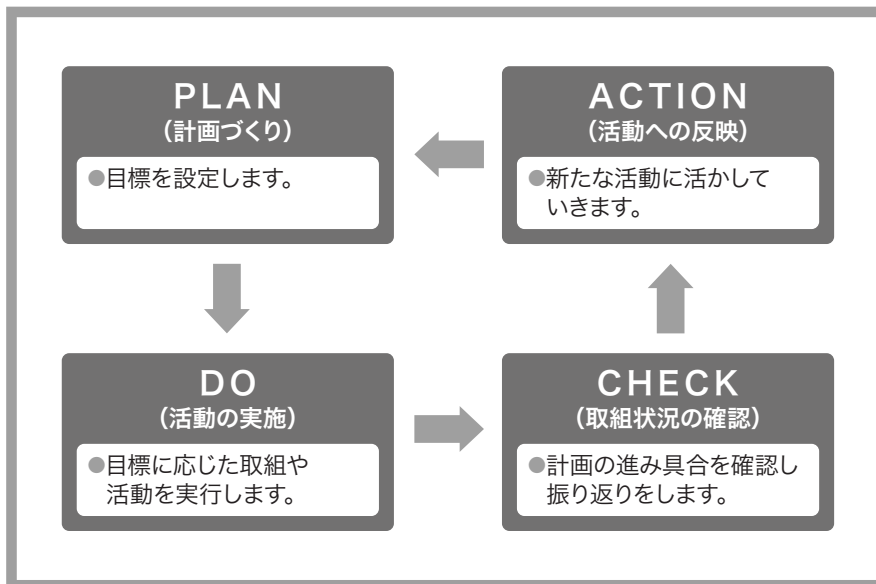 PLAN
(計画づくり)
●目標を設定します。
ACTION
(活動への反映)
●新たな活動に活かして
いきます。
DO
(活動の実施)
●目標に応じた取組や
活動を実行します。
CHECK
(取組状況の確認)
●計画の進み具合を確認し
振り返りをします。